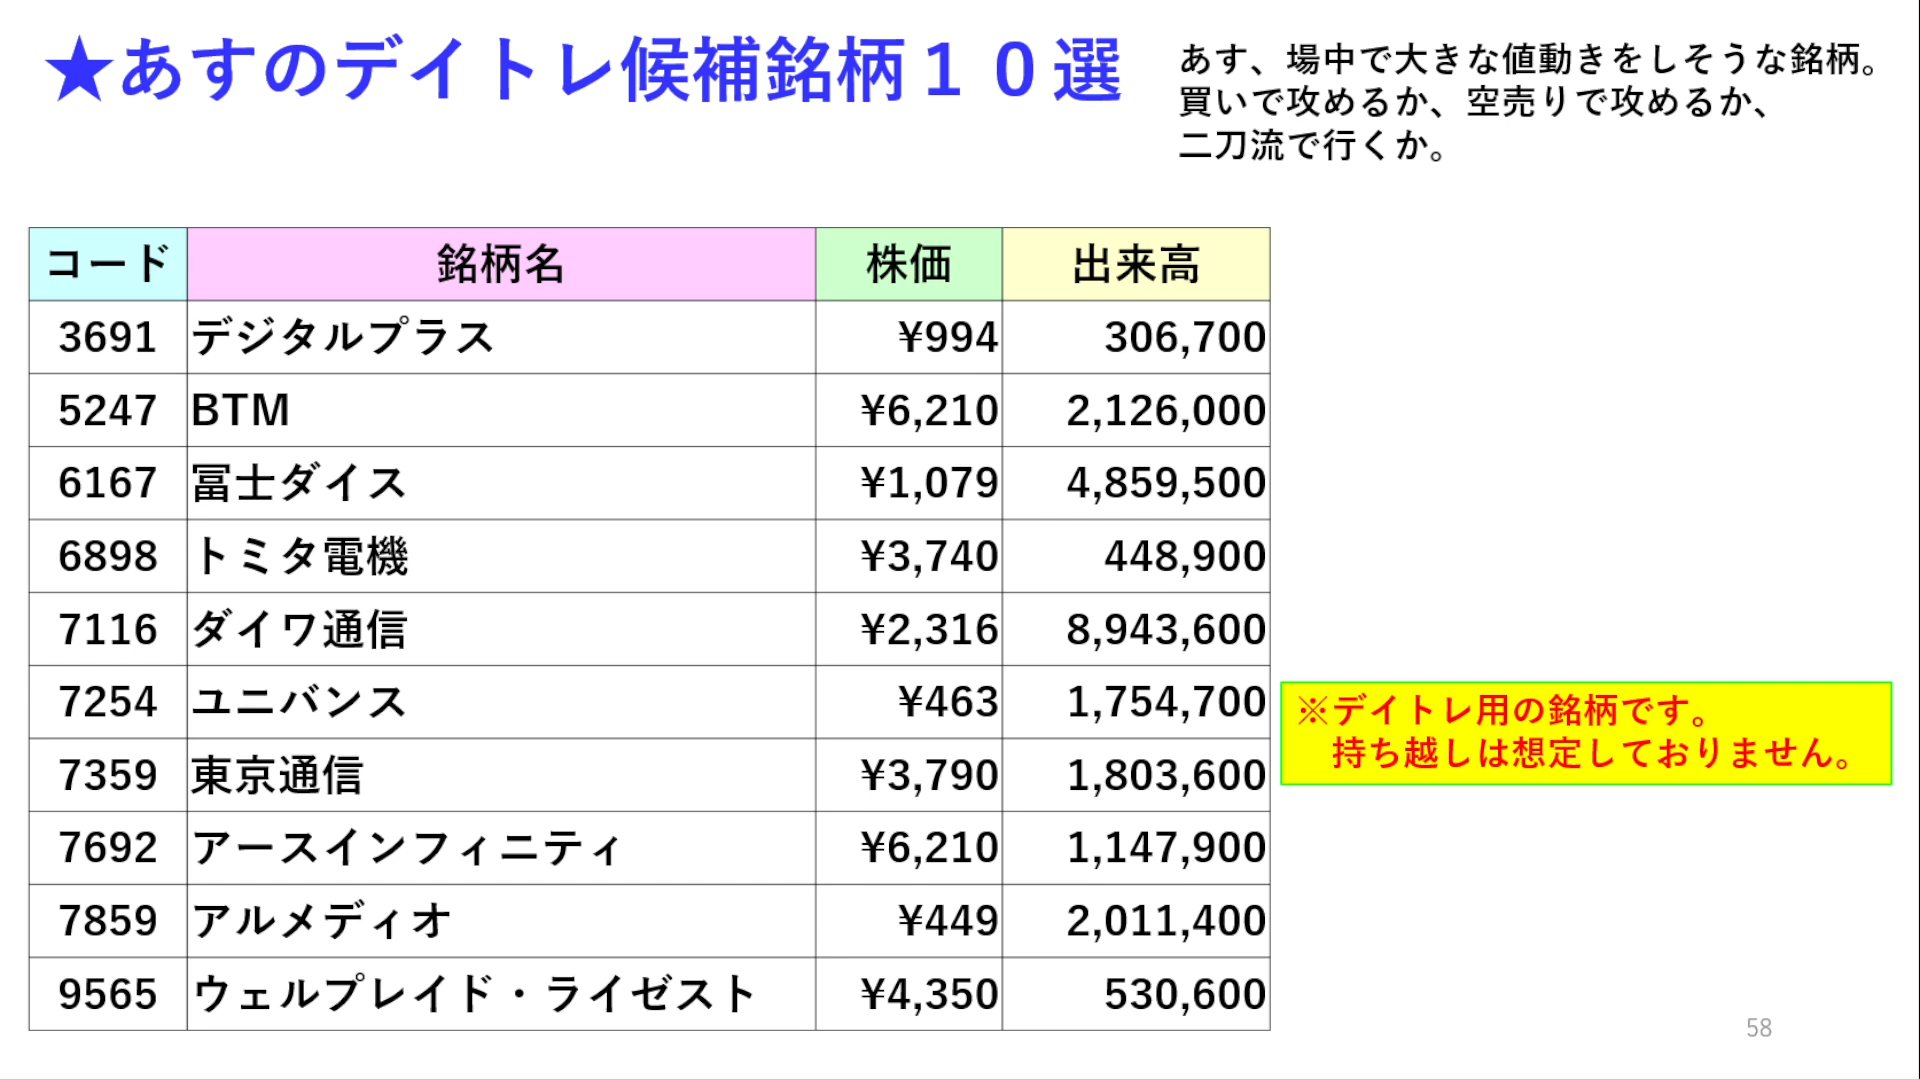 ★あすのデイトレ候補銘柄１０選
あす、場中で大きな値動きをしそうな銘柄。
買いで攻めるか、空売りで攻めるか、
二刀流で行くか。
コード 銘柄名 株価 出来高
3691 デジタルプラス ¥994 306,700
5247 BTM ¥6,210 2,126,000
6167 冨士ダイス ¥1,079 4,859,500
6898 トミタ電機 ¥3,740 448,900
7116 ダイワ通信 ¥2,316 8,943,600
7254 ユニバンス ¥463 1,754,700
7359 東京通信 ¥3,790 1,803,600
7692 アースインフィニティ ¥6,210 1,147,900
7859 アルメディオ ¥449 2,011,400
9565 ウェルプレイド・ライゼスト ¥4,350 530,600
※デイトレ用の銘柄です。
持ち越しは想定しておりません。
58